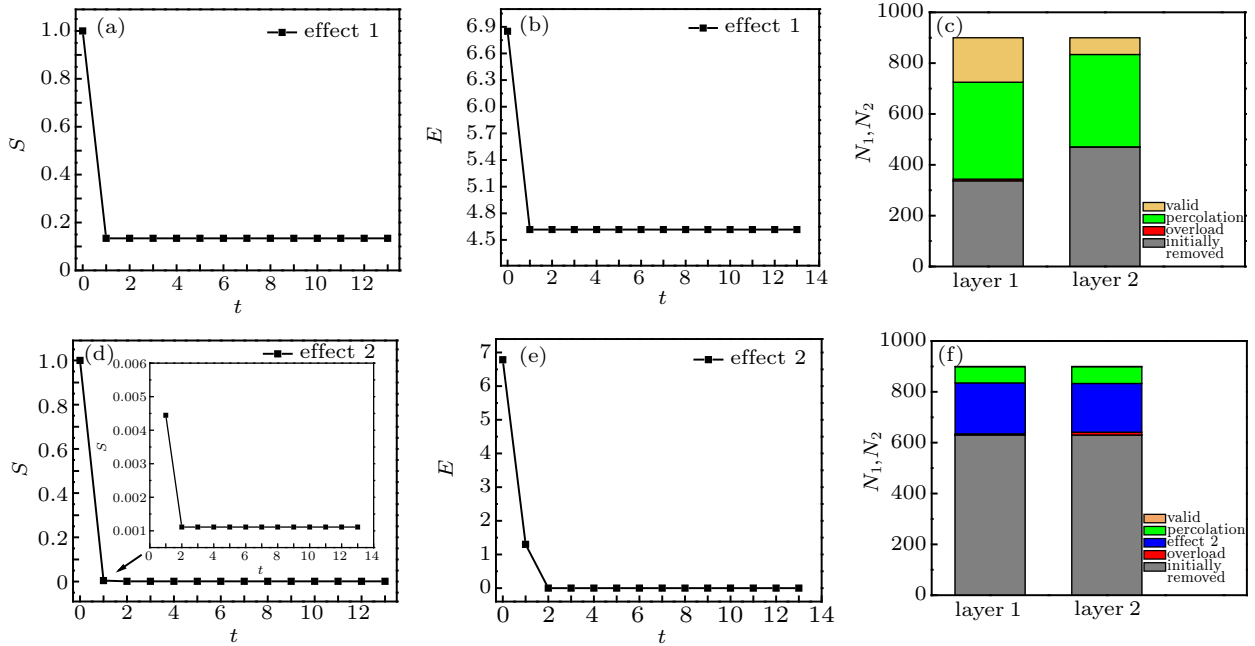 (a)
effect 1
1.0
0.8
0.6
0.4
0.2
0
S
0 2 4 6 8 10 12
t
(b)
effect 1
6.9
6.6
6.3
6.0
5.7
5.4
5.1
4.8
4.5
E
0 2 4 6 8 10 12 14
t
(c)
1000
800
600
400
200
0
N1, N2
valid
percolation
overload
initially
removed
layer 1 layer 2
(d)
effect 2
1.0
0.8
0.6
0.4
0.2
0
S
0.006
0.005
0.004
0.003
0.002
0.001
S
0 2 4 6 8 10 12 14
t
0 2 4 6 8 10 12
t
(e)
effect 2
7
6
5
4
3
2
1
0
E
0 2 4 6 8 10 12 14
t
(f)
1000
800
600
400
200
0
N1, N2
valid
percolation
effect 2
overload
initially
removed
layer 1 layer 2